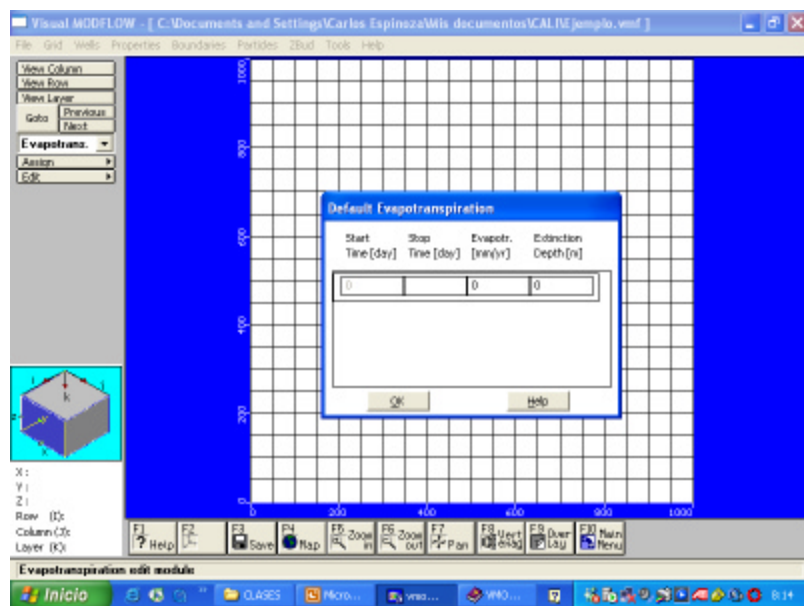 Visual MODFLOW - [ C:\Documents and Settings\Carlos Espinoza\Mis documentos\CALI\Ejemplo.vmf ]
File Grid Wells Properties Boundaries Particles ZBud Tools Help
View Column
View Row
View Layer
Goto
Previous
Next
Evapotrans.
Assign
Edit
1000
800
600
400
200
0
0 200 400 600 800 1000
Default Evapotranspiration
Start Time [day]
Stop Time [day]
Evapotr. [mm/yr]
Extinction Depth [m]
0 0 0
OK Help
k
X :
Y :
Z :
Row (I):
Column (J):
Layer (K):
F1 ? Help
F2
F3 Save
F4 Map
F5 Zoom in
F6 Zoom out
F7 Pan
F8 Vert exag
F9 Over Lay
F10 Main Menu
Evapotranspiration edit module
Inicio
CLASES
Micro...
vmo...
VMO...
8:14